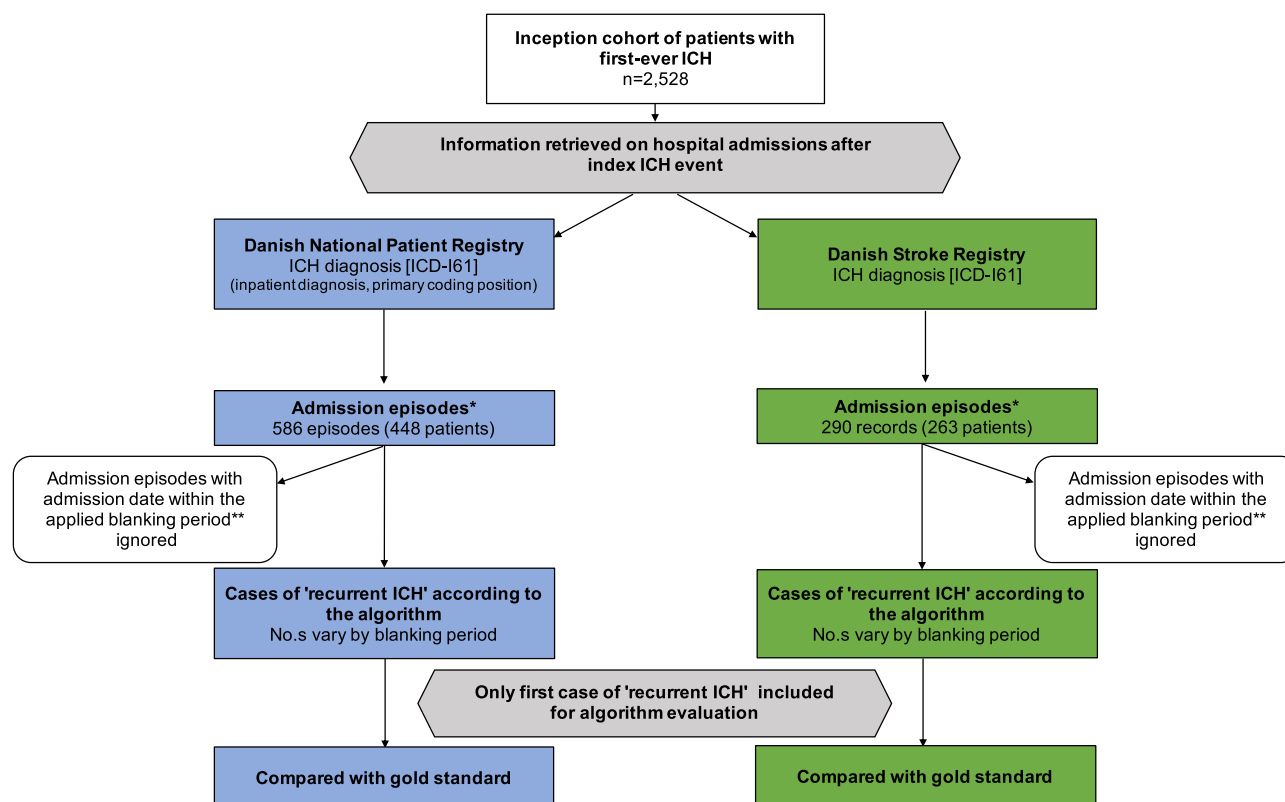 Inception cohort of patients with
first-ever ICH
n=2,528
Information retrieved on hospital admissions after
index ICH event
Danish National Patient Registry
ICH diagnosis [ICD-I61]
(inpatient diagnosis, primary coding position)
Danish Stroke Registry
ICH diagnosis [ICD-I61]
Admission episodes*
586 episodes (448 patients)
Admission episodes*
290 records (263 patients)
Admission episodes with
admission date within the
applied blanking period**
ignored
Admission episodes with
admission date within the
applied blanking period**
ignored
Cases of 'recurrent ICH' according to
the algorithm
No.s vary by blanking period
Cases of 'recurrent ICH' according to
the algorithm
No.s vary by blanking period
Only first case of 'recurrent ICH' included
for algorithm evaluation
Compared with gold standard
Compared with gold standard